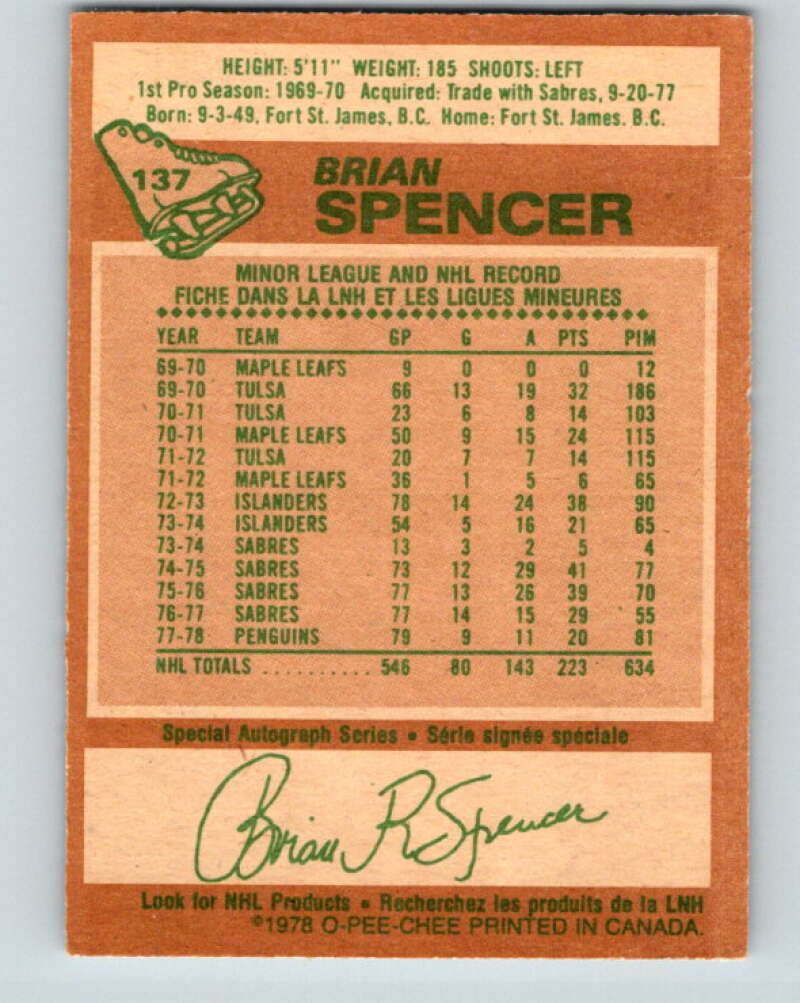 HEIGHT: 5'11" WEIGHT: 185 SHOOTS: LEFT
1st Pro Season: 1969-70 Acquired: Trade with Sabres, 9-20-77
Born: 9-3-49, Fort St. James, B.C. Home: Fort St. James. B.C.
137
BRIAN
SPENCER
MINOR LEAGUE AND NHL RECORD
FICHE DANS LA LNH ET LES LIGUES MINEURES
YEAR TEAM GP G A PTS PIM
69-70 MAPLE LEAFS 9 0 0 0 12
69-70 TULSA 66 13 19 32 186
70-71 TULSA 23 6 8 14 103
70-71 MAPLE LEAFS 50 9 15 24 115
71-72 TULSA 20 7 7 14 115
71-72 MAPLE LEAFS 36 1 5 6 65
72-73 ISLANDERS 78 14 24 38 90
73-74 ISLANDERS 54 5 16 21 65
73-74 SABRES 13 3 2 5 4
74-75 SABRES 73 12 29 41 77
75-76 SABRES 77 13 26 39 70
76-77 SABRES 77 14 15 29 55
77-78 PENGUINS 79 9 11 20 81
NHL TOTALS .......... 546 80 143 223 634
Special Autograph Series • Série signée spéciale
Brian R Spencer
Look for NHL Products • Recherchez les produits de la LNH
©1978 O-PEE-CHEE PRINTED IN CANADA.